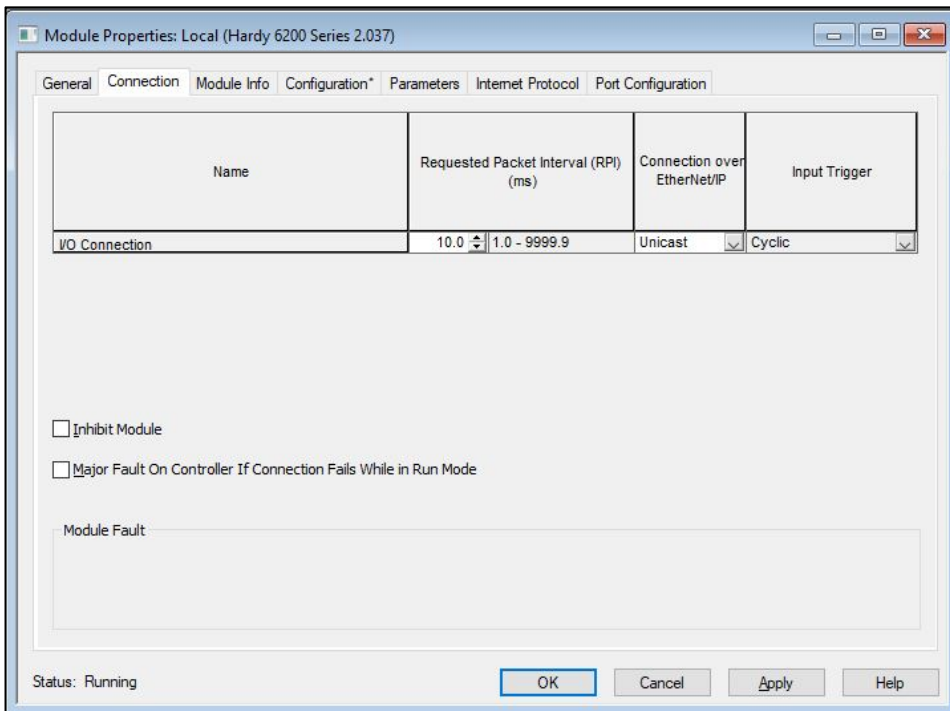 Module Properties: Local (Hardy 6200 Series 2.037)
General Connection Module Info Configuration* Parameters Internet Protocol Port Configuration
Name
Requested Packet Interval (RPI)
(ms)
Connection over
EtherNet/IP
Input Trigger
I/O Connection 10.0 1.0 - 9999.9 Unicast Cyclic
Inhibit Module
Major Fault On Controller If Connection Fails While in Run Mode
Module Fault
Status: Running OK Cancel Apply Help